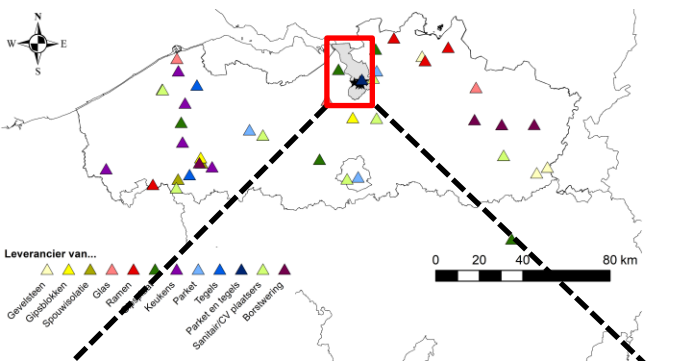 N
W E
S
Leverancier van...
0 20 40 80 km
Gevelsteen
Gipsblokken
Spouwisolatie
Glas
Ramen
Keukens
Parket
Tegels
Parket en tegels
Sanitair/CV plaatsers
Borstwering